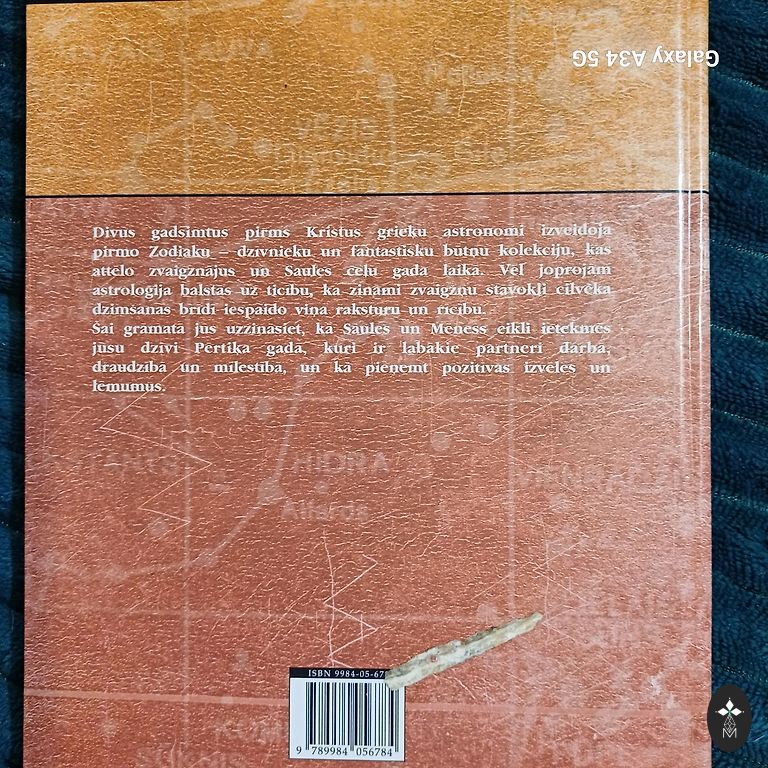 Galaxy A34 5G
VĒZIS
Divus gadsimtus pirms Kristus grieķu astronomi izveidoja
pirmo Zodiaku – dzīvnieku un fantastisku būtņu kolekciju, kas
attēlo zvaigznājus un Saules ceļu gada laikā. Vēl joprojām
astroloģija balstās uz ticību, ka zināmi zvaigžņu stāvokļi cilvēka
dzimšanas brīdī iespaido viņa raksturu un rīcību.
Šai grāmatā jūs uzzināsiet, kā Saules un Mēness cikli ietekmēs
jūsu dzīvi Pērtiķa gadā, kuri ir labākie partneri darbā,
draudzībā un mīlestībā, un kā pieņemt pozitīvas izvēles un
lēmumus.
HIDRA
ISBN 9984-05-67
9 789984 056784